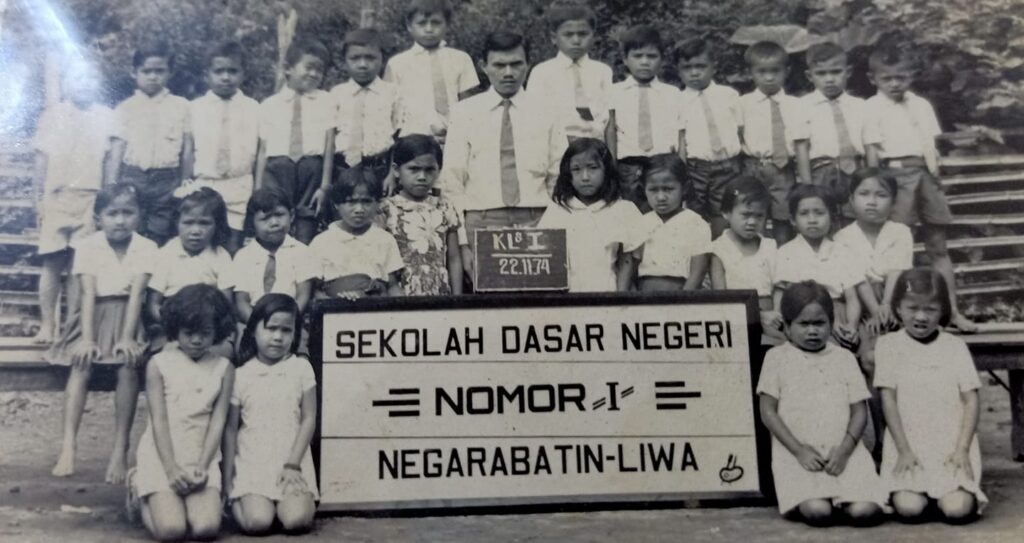 KLS I
22.11.74
SEKOLAH DASAR NEGERI
NOMOR -I-
NEGARABATIN-LIWA